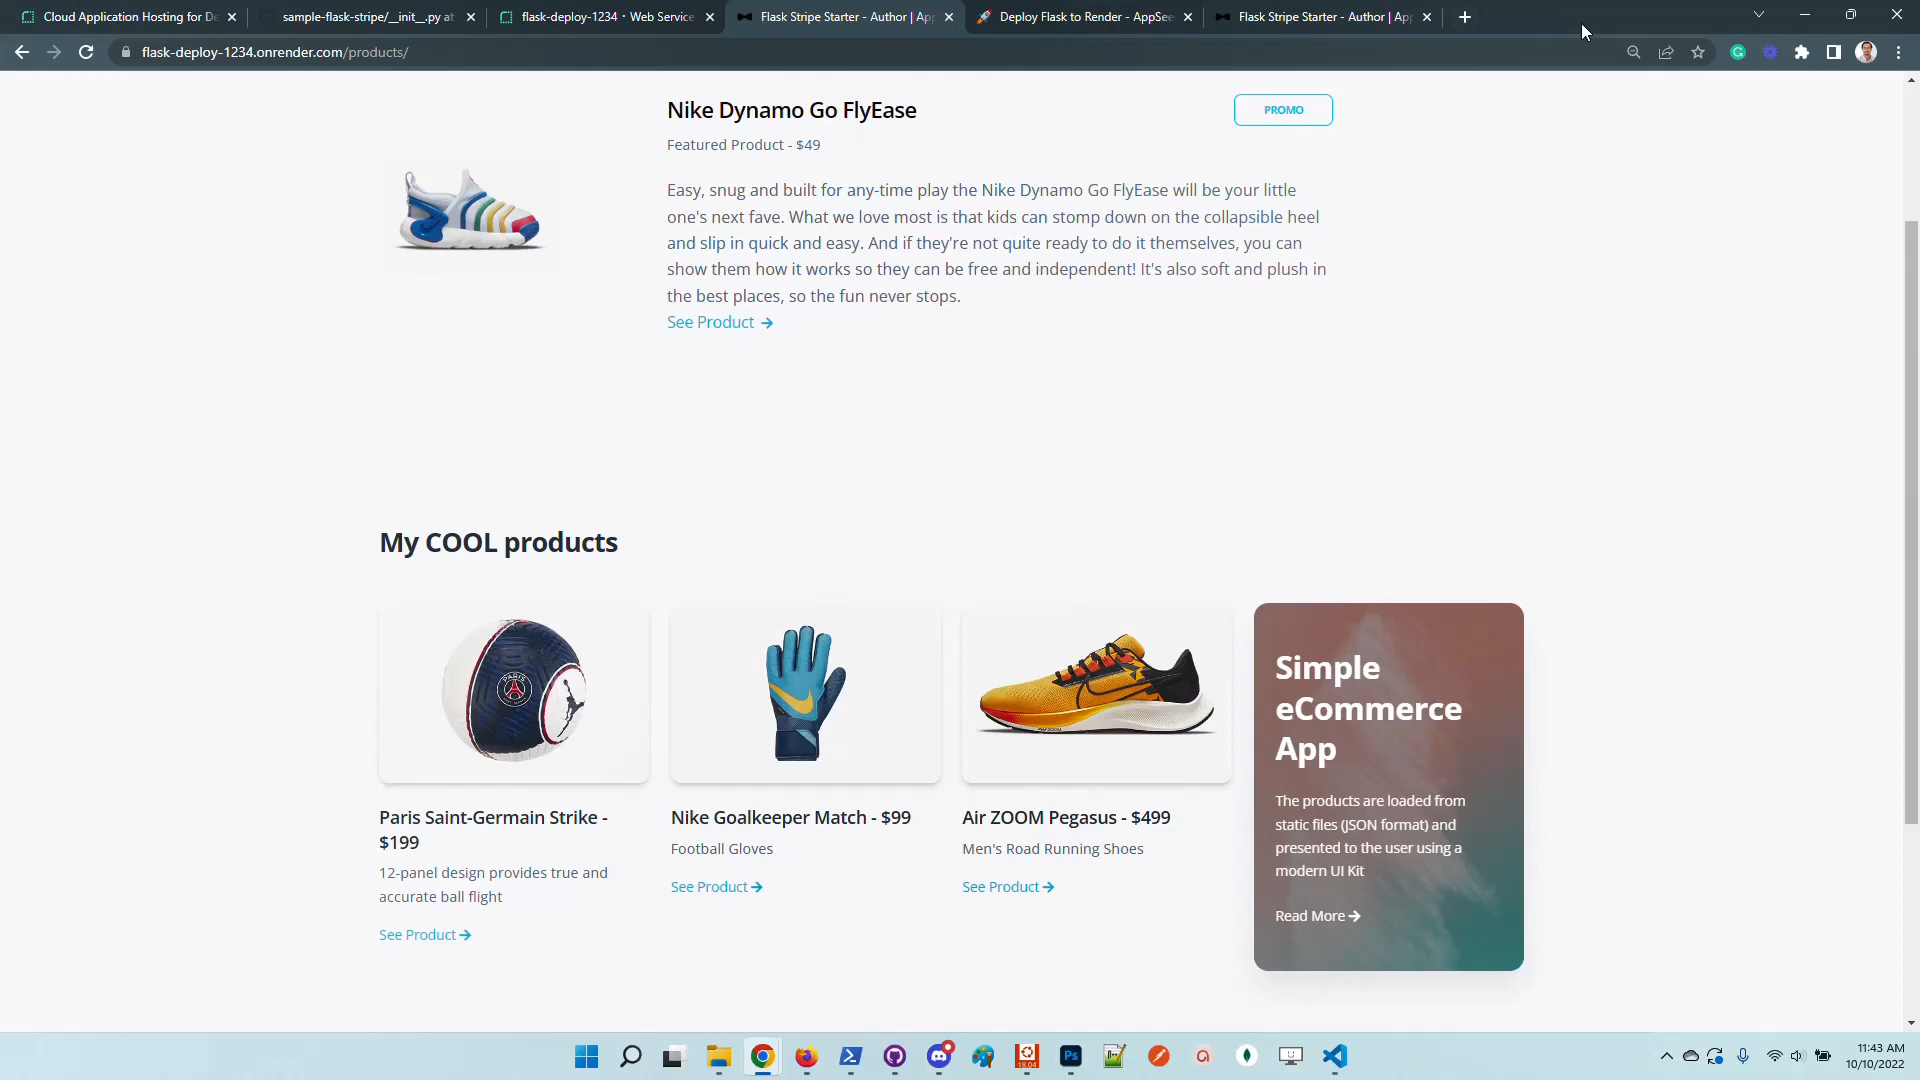 Cloud Application Hosting for De
sample-flask-stripe/__init__.py at
flask-deploy-1234 · Web Service
Flask Stripe Starter - Author | App
Deploy Flask to Render - AppSee
Flask Stripe Starter - Author | App
flask-deploy-1234.onrender.com/products/
Nike Dynamo Go FlyEase
PROMO
Featured Product - $49
Easy, snug and built for any-time play the Nike Dynamo Go FlyEase will be your little
one's next fave. What we love most is that kids can stomp down on the collapsible heel
and slip in quick and easy. And if they're not quite ready to do it themselves, you can
show them how it works so they can be free and independent! It's also soft and plush in
the best places, so the fun never stops.
See Product →
My COOL products
PARIS
Simple
eCommerce
App
The products are loaded from
static files (JSON format) and
presented to the user using a
modern UI Kit
Read More →
Paris Saint-Germain Strike -
$199
12-panel design provides true and
accurate ball flight
See Product →
Nike Goalkeeper Match - $99
Football Gloves
See Product →
Air ZOOM Pegasus - $499
Men's Road Running Shoes
See Product →
18.04
Ps
11:43 AM
10/10/2022